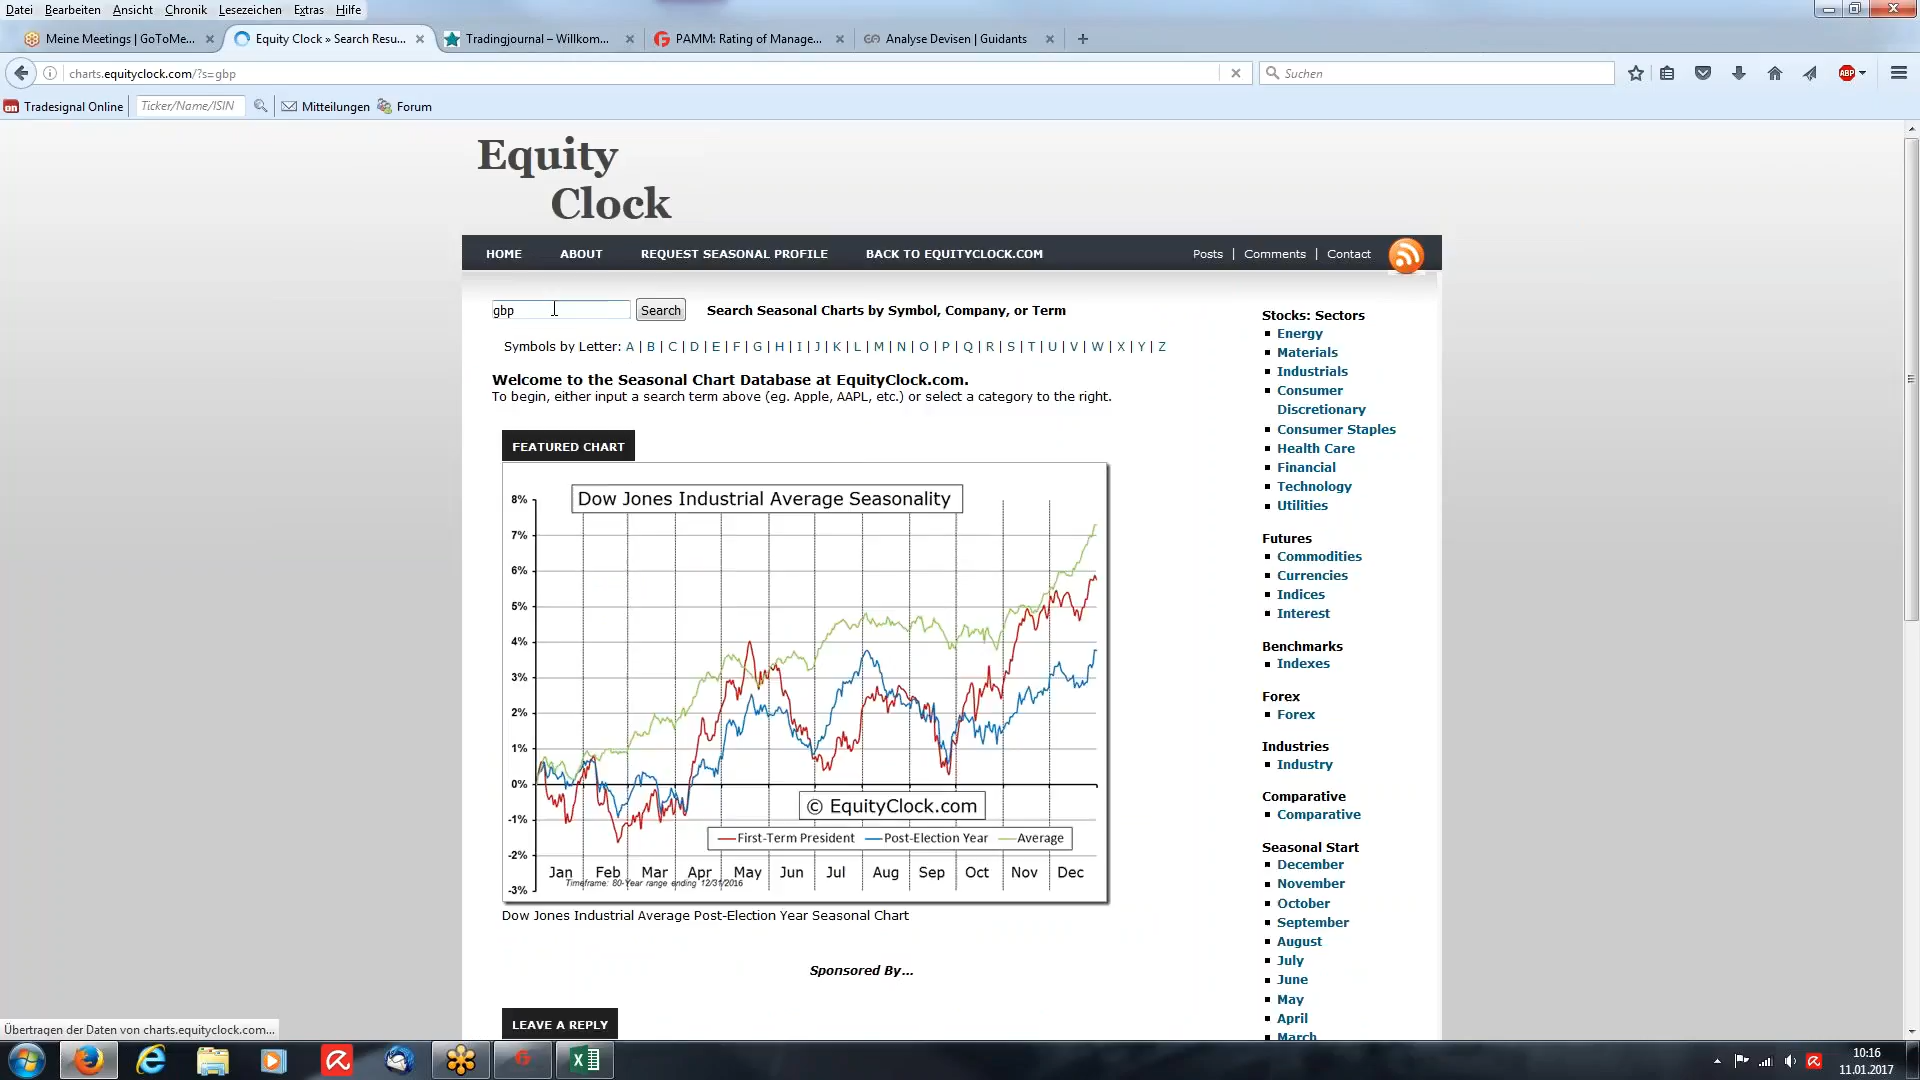 Datei Bearbeiten Ansicht Chronik Lesezeichen Extras Hilfe
Meine Meetings | GoToMe... Equity Clock » Search Resu... Tradingjournal – Willkom... PAMM: Rating of Manage... Analyse Devisen | Guidants
charts.equityclock.com/?s=gbp Suchen ABP
Tradesignal Online Ticker/Name/ISIN Mitteilungen Forum
Equity
Clock
HOME ABOUT REQUEST SEASONAL PROFILE BACK TO EQUITYCLOCK.COM Posts | Comments | Contact
gbp Search Search Seasonal Charts by Symbol, Company, or Term
Symbols by Letter: A | B | C | D | E | F | G | H | I | J | K | L | M | N | O | P | Q | R | S | T | U | V | W | X | Y | Z
Welcome to the Seasonal Chart Database at EquityClock.com.
To begin, either input a search term above (eg. Apple, AAPL, etc.) or select a category to the right.
FEATURED CHART
Dow Jones Industrial Average Seasonality
8%
7%
6%
5%
4%
3%
2%
1%
0%
-1%
-2%
-3%
© EquityClock.com
First-Term President Post-Election Year Average
Jan Feb Mar Apr May Jun Jul Aug Sep Oct Nov Dec
Timeframe: 80-Year range ending 12/31/2016
Dow Jones Industrial Average Post-Election Year Seasonal Chart
Sponsored By...
LEAVE A REPLY
Stocks: Sectors
Energy
Materials
Industrials
Consumer
Discretionary
Consumer Staples
Health Care
Financial
Technology
Utilities
Futures
Commodities
Currencies
Indices
Interest
Benchmarks
Indexes
Forex
Forex
Industries
Industry
Comparative
Comparative
Seasonal Start
December
November
October
September
August
July
June
May
April
March
Übertragen der Daten von charts.equityclock.com...
10:16
11.01.2017